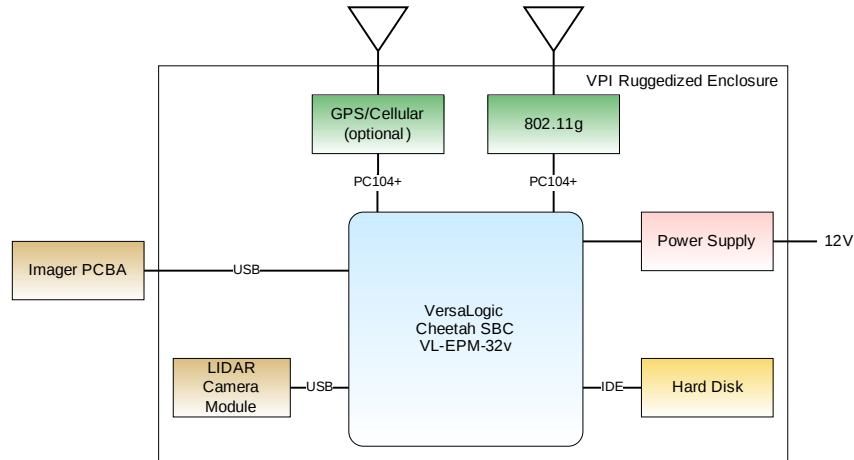 VPI Ruggedized Enclosure
GPS/Cellular
(optional)
802.11g
PC104+
PC104+
Imager PCBA
USB
Power Supply
12V
VersaLogic
Cheetah SBC
VL-EPM-32v
LIDAR
Camera
Module
USB
IDE
Hard Disk